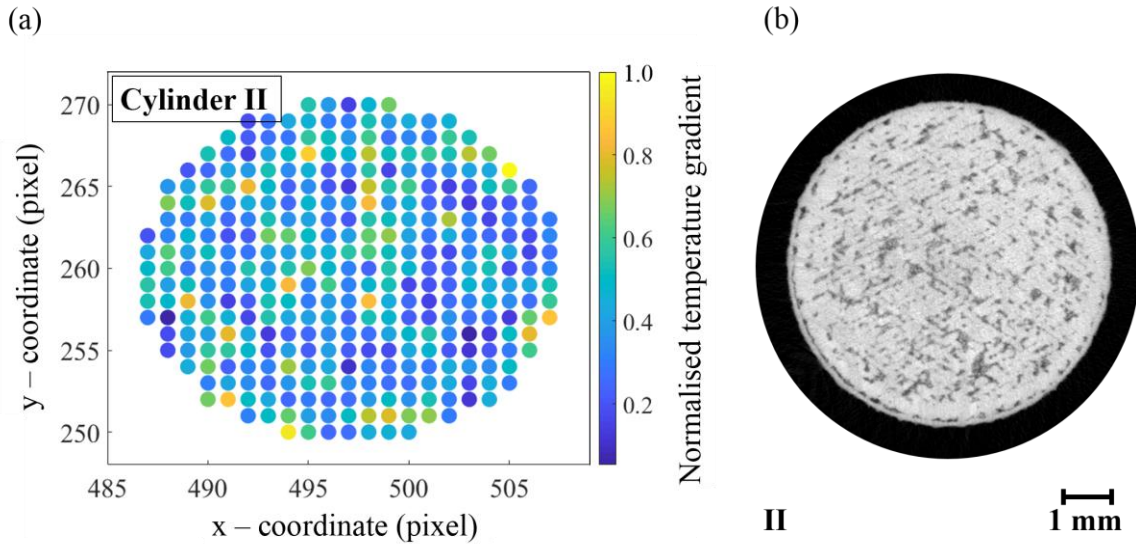 (a)
Cylinder II
270
265
260
255
250
y – coordinate (pixel)
485 490 495 500 505
x – coordinate (pixel)
1.0
0.8
0.6
0.4
0.2
Normalised temperature gradient
(b)
II
1 mm